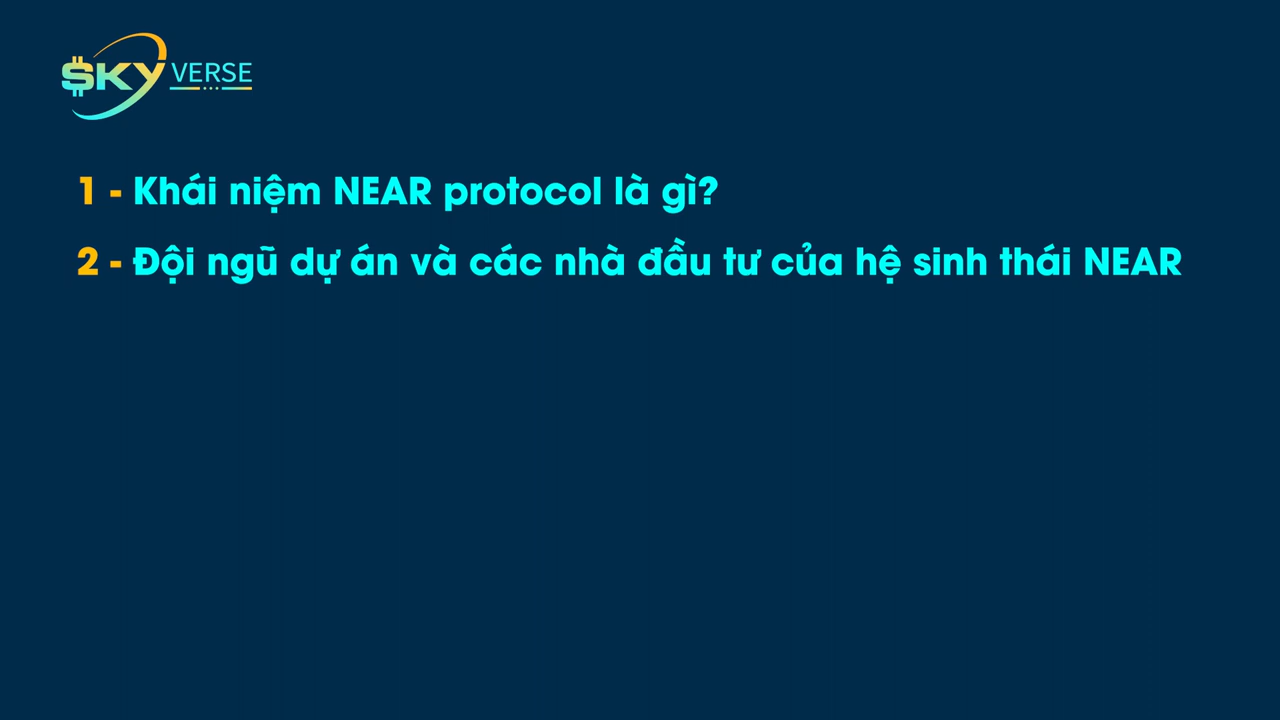 $KY VERSE
1 - Khái niệm NEAR protocol là gì?
2 - Đội ngũ dự án và các nhà đầu tư của hệ sinh thái NEAR